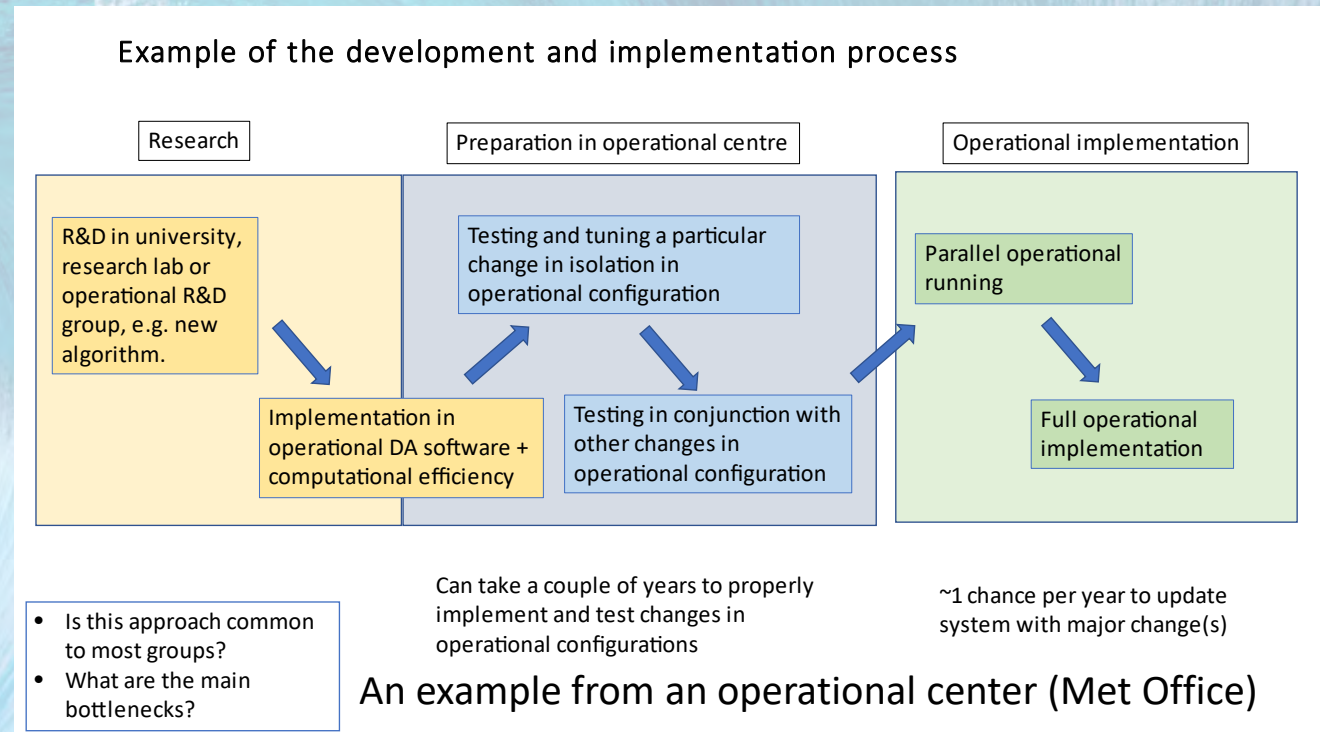 Example of the development and implementation process
Research
Preparation in operational centre
Operational implementation
R&D in university,
research lab or
operational R&D
group, e.g. new
algorithm.
Implementation in
operational DA software +
computational efficiency
Testing and tuning a particular
change in isolation in
operational configuration
Testing in conjunction with
other changes in
operational configuration
Parallel operational
running
Full operational
implementation
Can take a couple of years to properly
implement and test changes in
operational configurations
~1 chance per year to update
system with major change(s)
• Is this approach common
to most groups?
• What are the main
bottlenecks?
An example from an operational center (Met Office)